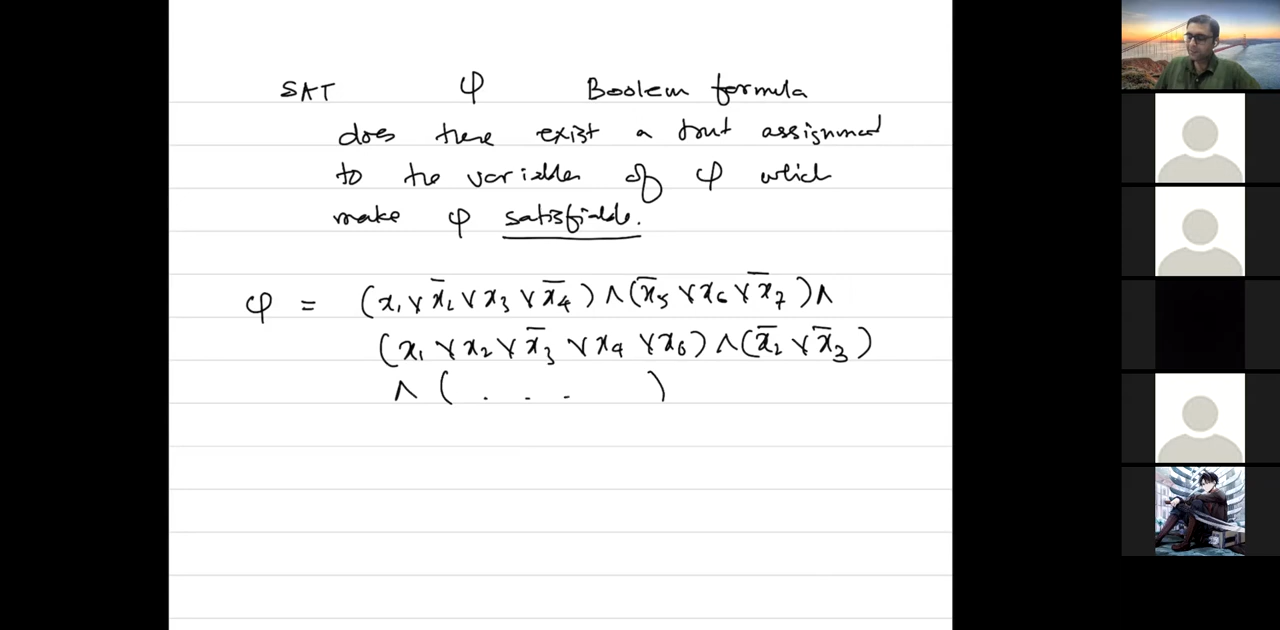 SAT φ Boolean formula
does there exist a trut assignment
to the variables of φ which
make φ satisfiable.
φ = (x₁ ∨ x̅₂ ∨ x₃ ∨ x̅₄) ∧ (x̅₅ ∨ x₆ ∨ x̅₇) ∧
(x₁ ∨ x₂ ∨ x̅₃ ∨ x₄ ∨ x₆) ∧ (x̅₂ ∨ x̅₃)
∧ ( . . . )